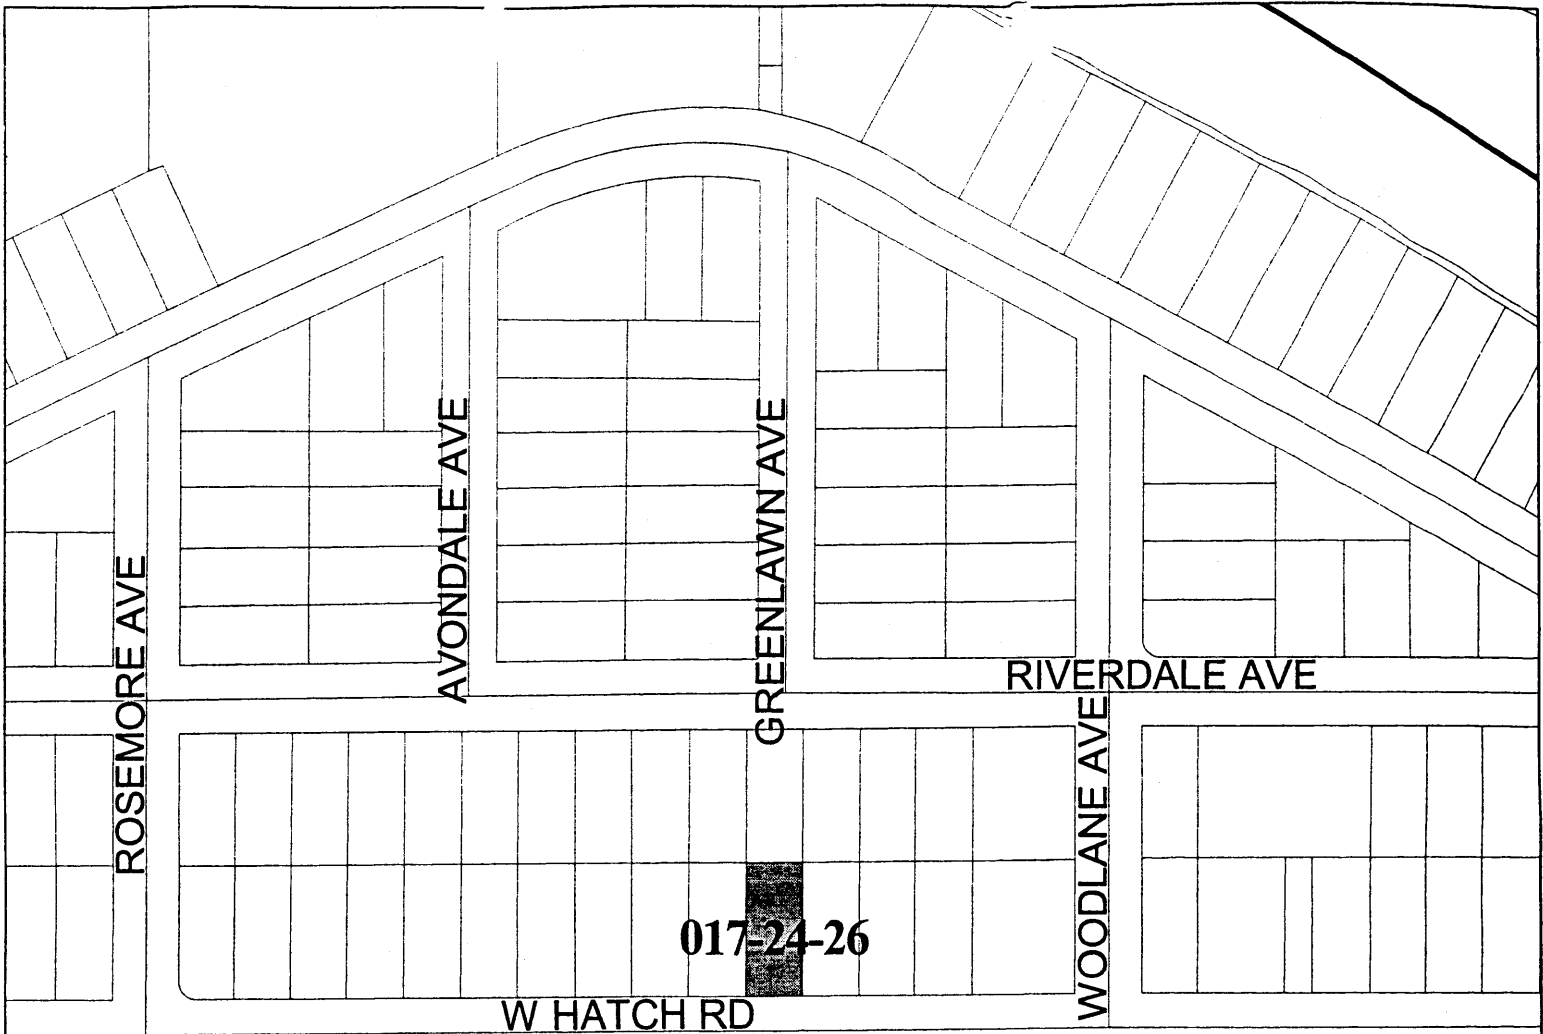 AVONDALE AVE
GREENLAWN AVE
ROSEMORE AVE
RIVERDALE AVE
WOODLANE AVE
017-24-26
W HATCH RD